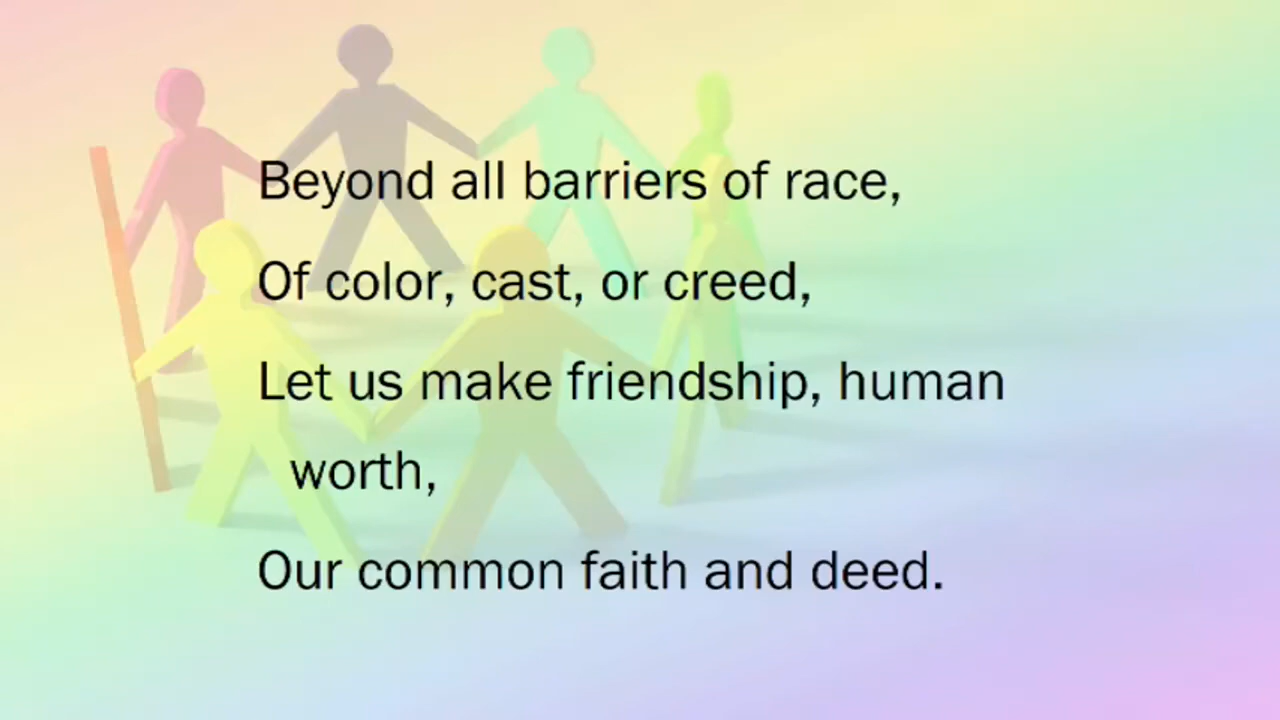 Beyond all barriers of race,
Of color, cast, or creed,
Let us make friendship, human
worth,
Our common faith and deed.